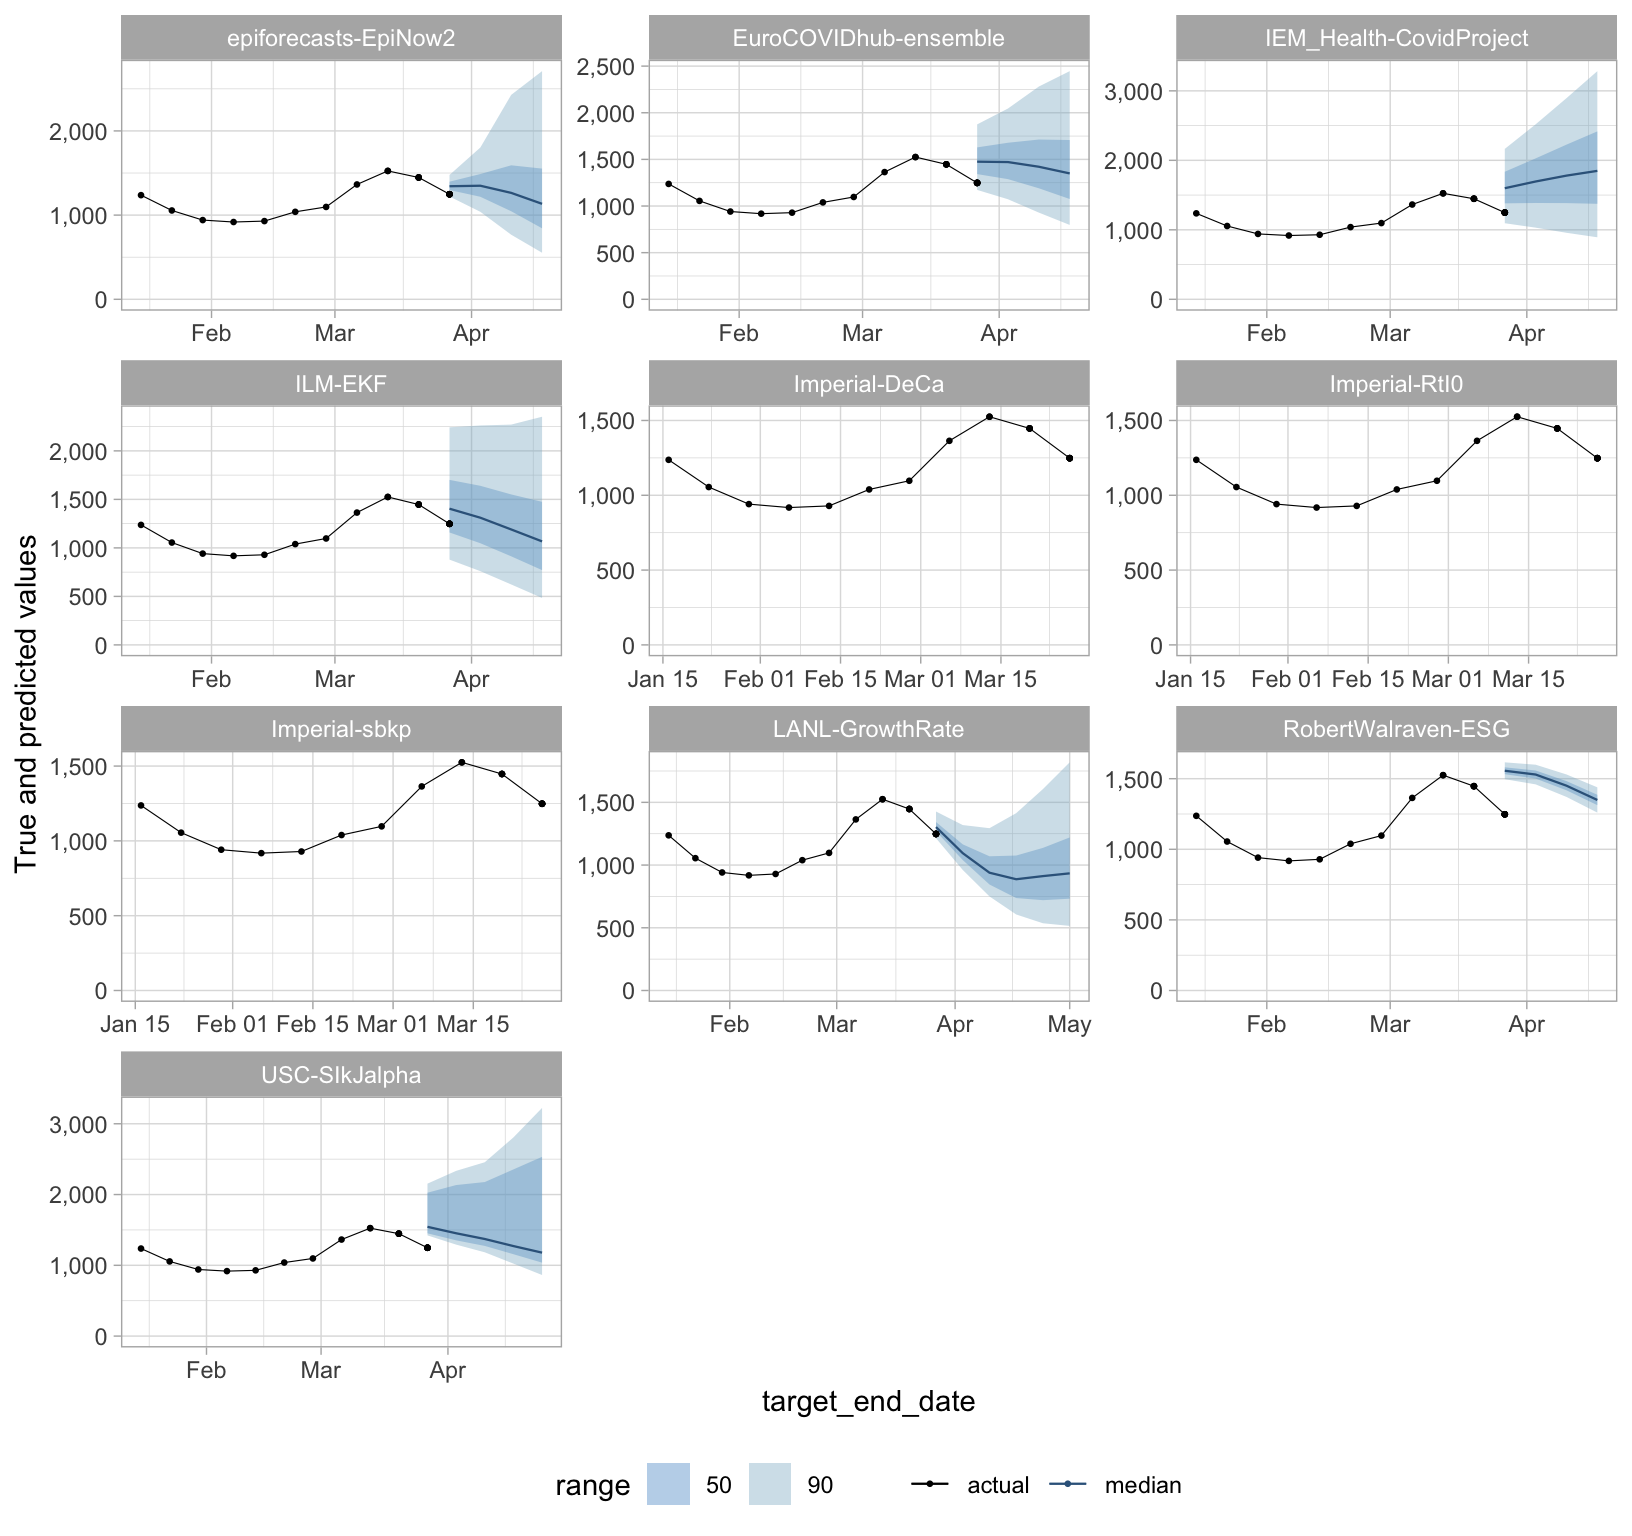 epiforecasts-EpiNow2 EuroCOVIDhub-ensemble IEM_Health-CovidProject
2,000
1,000
0
Feb Mar Apr
2,500
2,000
1,500
1,000
500
0
Feb Mar Apr
3,000
2,000
1,000
0
Feb Mar Apr
ILM-EKF Imperial-DeCa Imperial-RtI0
2,000
1,500
1,000
500
0
Feb Mar Apr
1,500
1,000
500
0
Jan 15 Feb 01 Feb 15 Mar 01 Mar 15
1,500
1,000
500
0
Jan 15 Feb 01 Feb 15 Mar 01 Mar 15
True and predicted values
Imperial-sbkp LANL-GrowthRate RobertWalraven-ESG
1,500
1,000
500
0
Jan 15 Feb 01 Feb 15 Mar 01 Mar 15
1,500
1,000
500
0
Feb Mar Apr May
1,500
1,000
500
0
Feb Mar Apr
USC-SIkJalpha
3,000
2,000
1,000
0
Feb Mar Apr
target_end_date
range 50 90 actual median